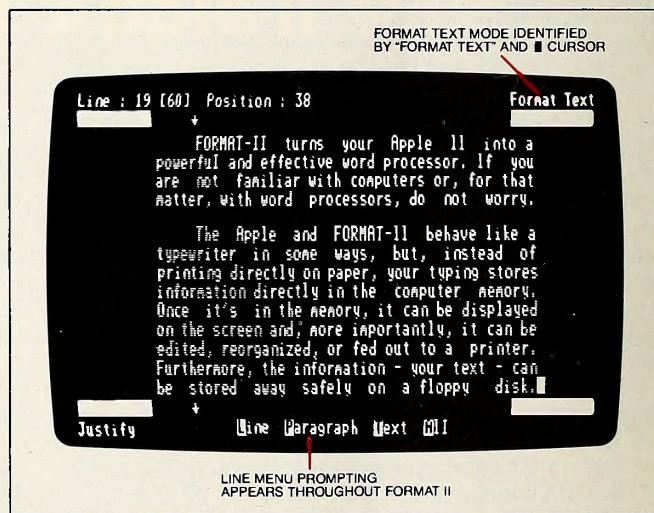 FORMAT TEXT MODE IDENTIFIED
BY "FORMAT TEXT" AND █ CURSOR
Line : 19 [60] Position : 38 Format Text
FORMAT-II turns your Apple ll into a
powerful and effective word processor. If you
are not familiar with computers or, for that
matter, with word processors, do not worry.
The Apple and FORMAT-ll behave like a
typewriter in some ways, but, instead of
printing directly on paper, your typing stores
information directly in the computer memory.
Once it's in the memory, it can be displayed
on the screen and, more importantly, it can be
edited, reorganized, or fed out to a printer.
Furthermore, the information - your text - can
be stored away safely on a floppy disk.
Justify Line Paragraph Text All
LINE MENU PROMPTING
APPEARS THROUGHOUT FORMAT II